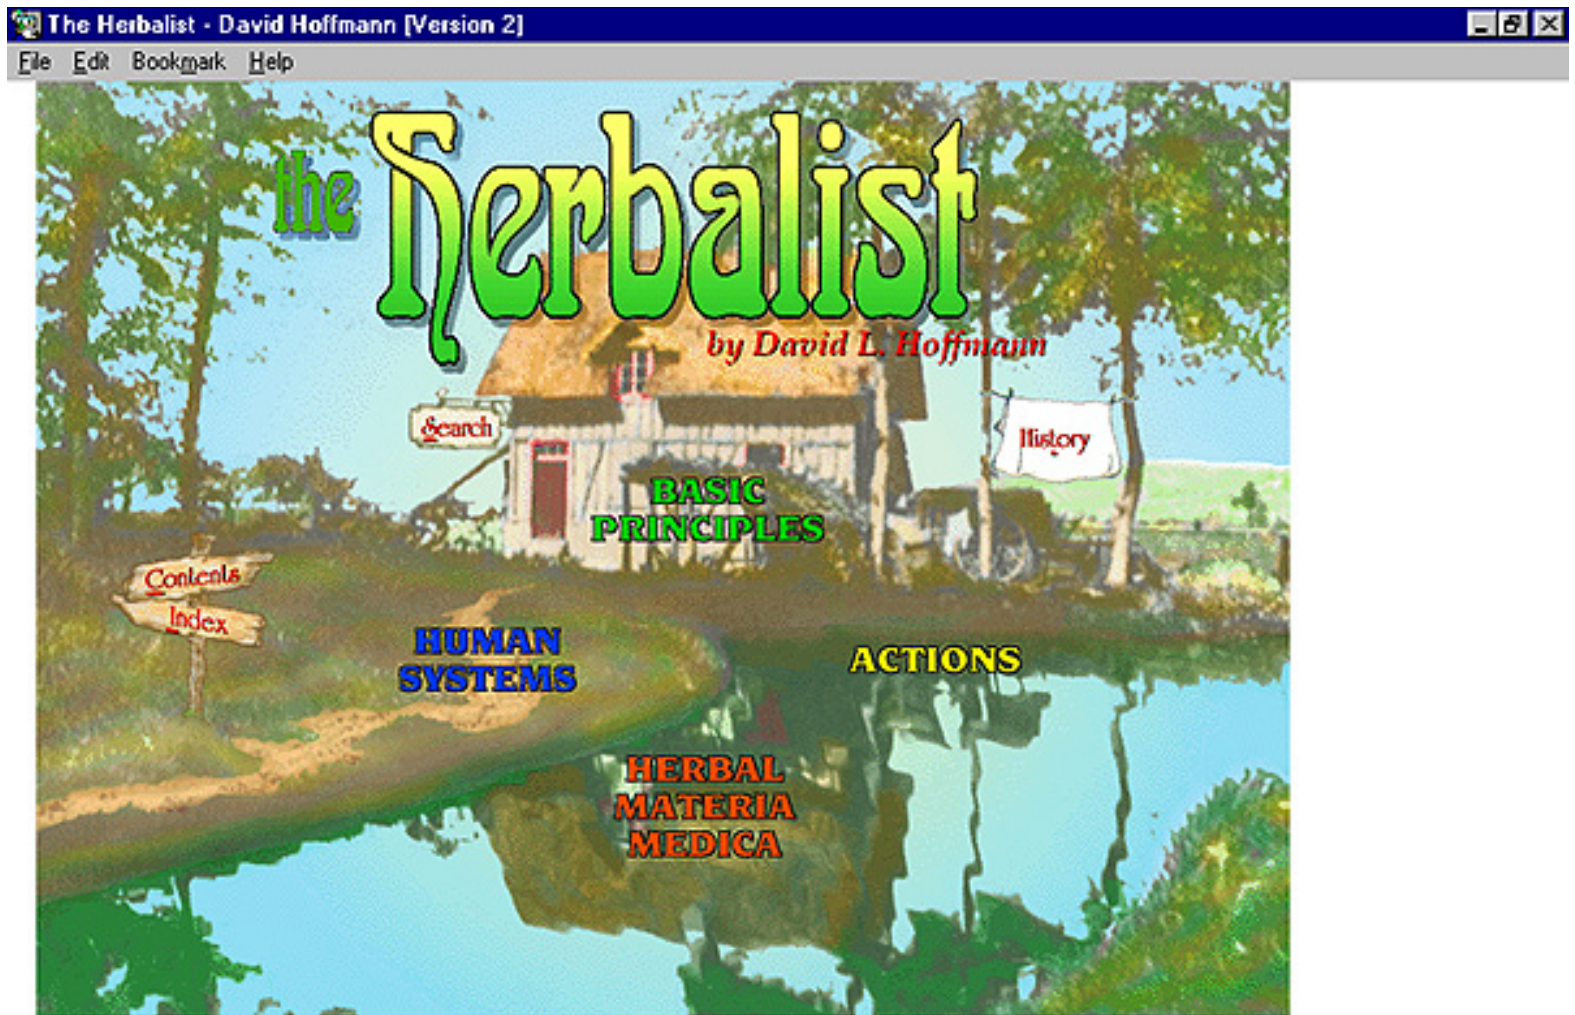 The Herbalist - David Hoffmann [Version 2]
File Edit Bookmark Help
the Herbalist
by David L. Hoffmann
Search
History
BASIC
PRINCIPLES
Contents
Index
HUMAN
SYSTEMS
ACTIONS
HERBAL
MATERIA
MEDICA